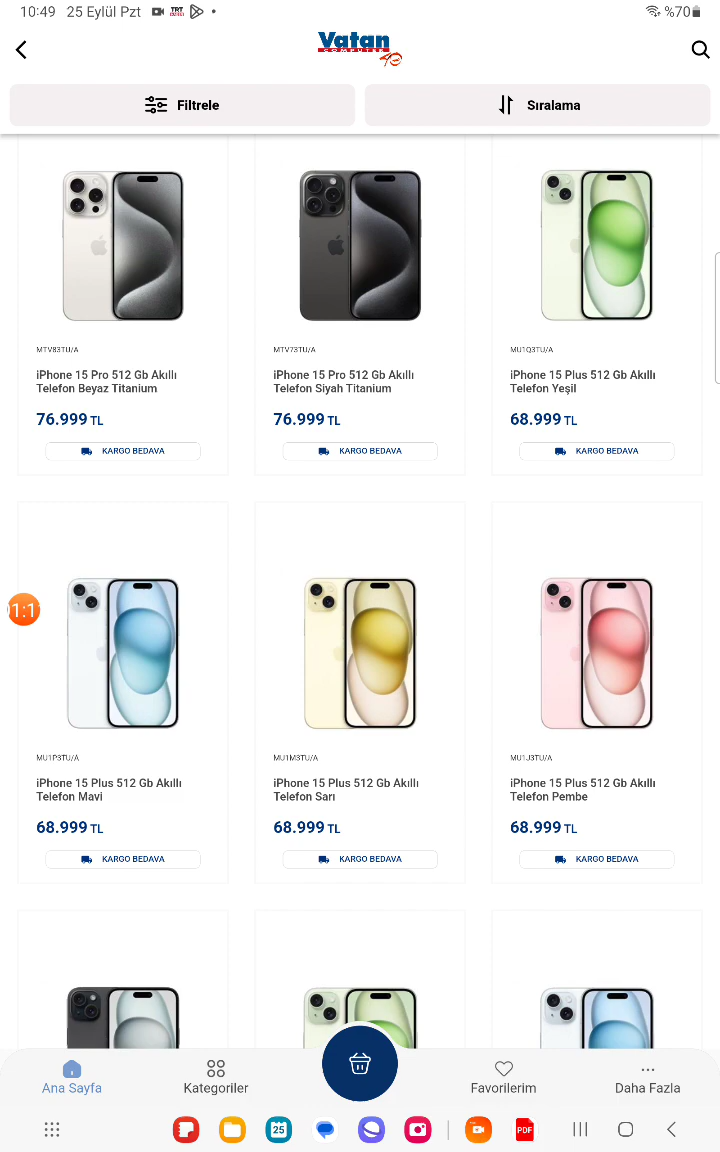 10:49 25 Eylül Pzt
%70
Vatan
COMPUTER
40
Filtrele
Sıralama
MTV83TU/A
iPhone 15 Pro 512 Gb Akıllı
Telefon Beyaz Titanium
76.999 TL
KARGO BEDAVA
MTV73TU/A
iPhone 15 Pro 512 Gb Akıllı
Telefon Siyah Titanium
76.999 TL
KARGO BEDAVA
MU1Q3TU/A
iPhone 15 Plus 512 Gb Akıllı
Telefon Yeşil
68.999 TL
KARGO BEDAVA
MU1P3TU/A
iPhone 15 Plus 512 Gb Akıllı
Telefon Mavi
68.999 TL
KARGO BEDAVA
MU1M3TU/A
iPhone 15 Plus 512 Gb Akıllı
Telefon Sarı
68.999 TL
KARGO BEDAVA
MU1J3TU/A
iPhone 15 Plus 512 Gb Akıllı
Telefon Pembe
68.999 TL
KARGO BEDAVA
Ana Sayfa
Kategoriler
Favorilerim
Daha Fazla
25
PDF